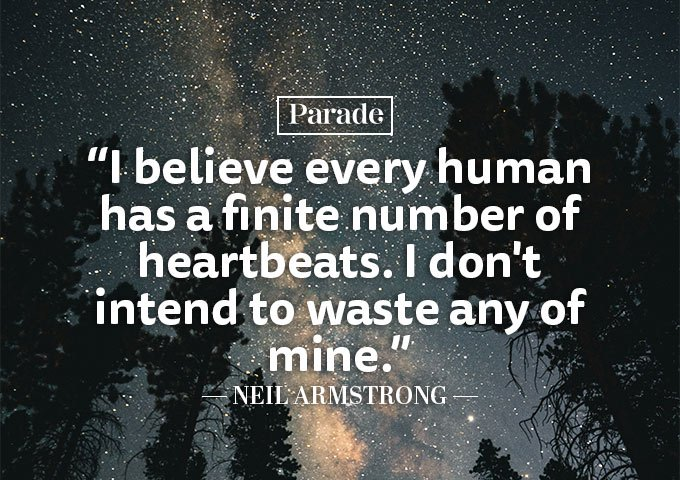 Parade
“I believe every human
has a finite number of
heartbeats. I don't
intend to waste any of
mine.”
— NEIL ARMSTRONG —